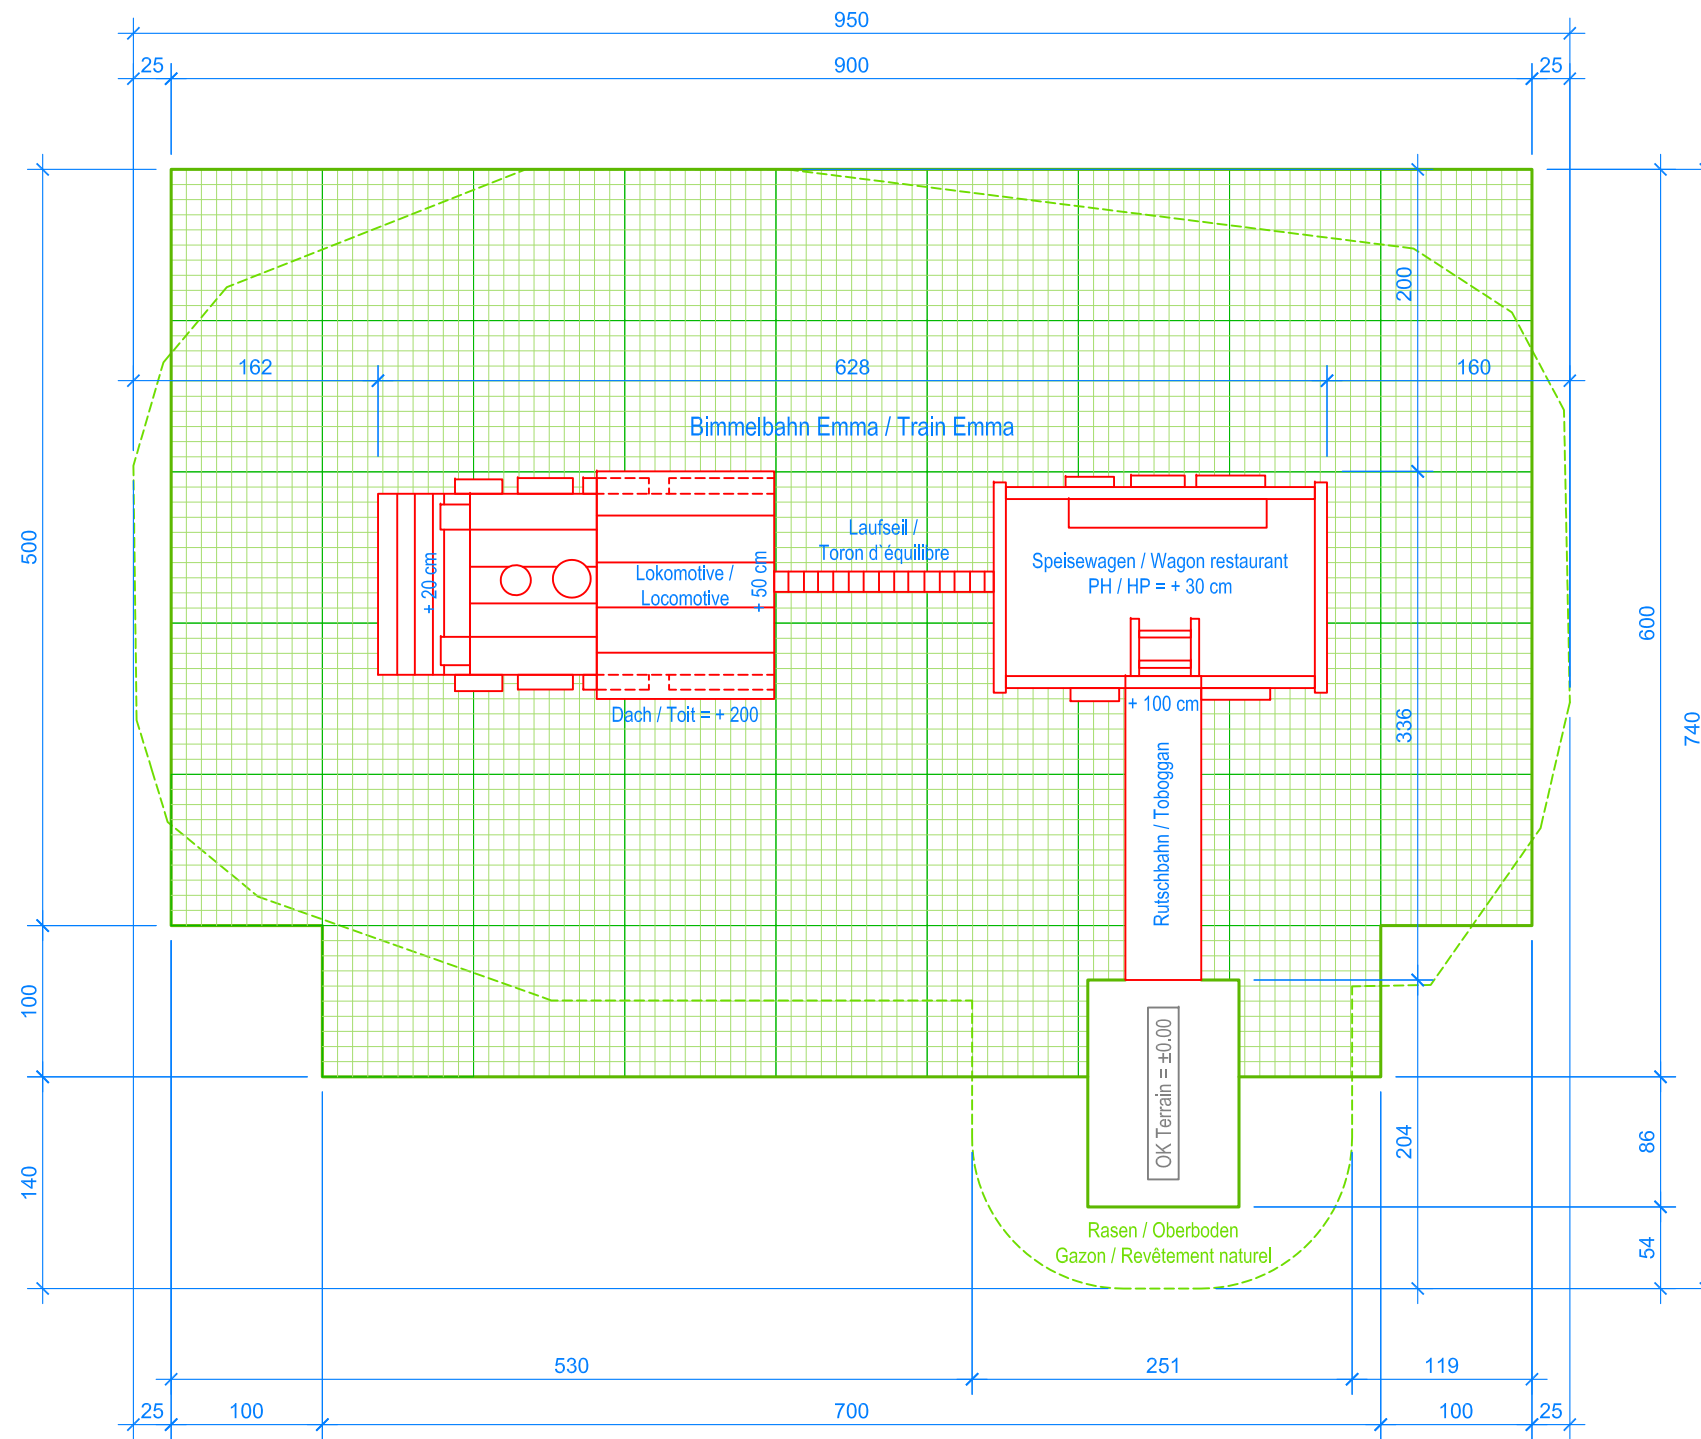 950
25
900
25
200
162
628
160
Bimmelbahn Emma / Train Emma
500
Laufseil /
Toron d`équilibre
+ 20 cm
Lokomotive /
Locomotive
+ 50 cm
Speisewagen / Wagon restaurant
PH / HP = + 30 cm
600
Dach / Toit = + 200
+ 100 cm
336
740
Rutschbahn / Toboggan
100
OK Terrain = ±0.00
140
204
86
Rasen / Oberboden
Gazon / Revêtement naturel
54
530
251
119
25
100
700
100
25